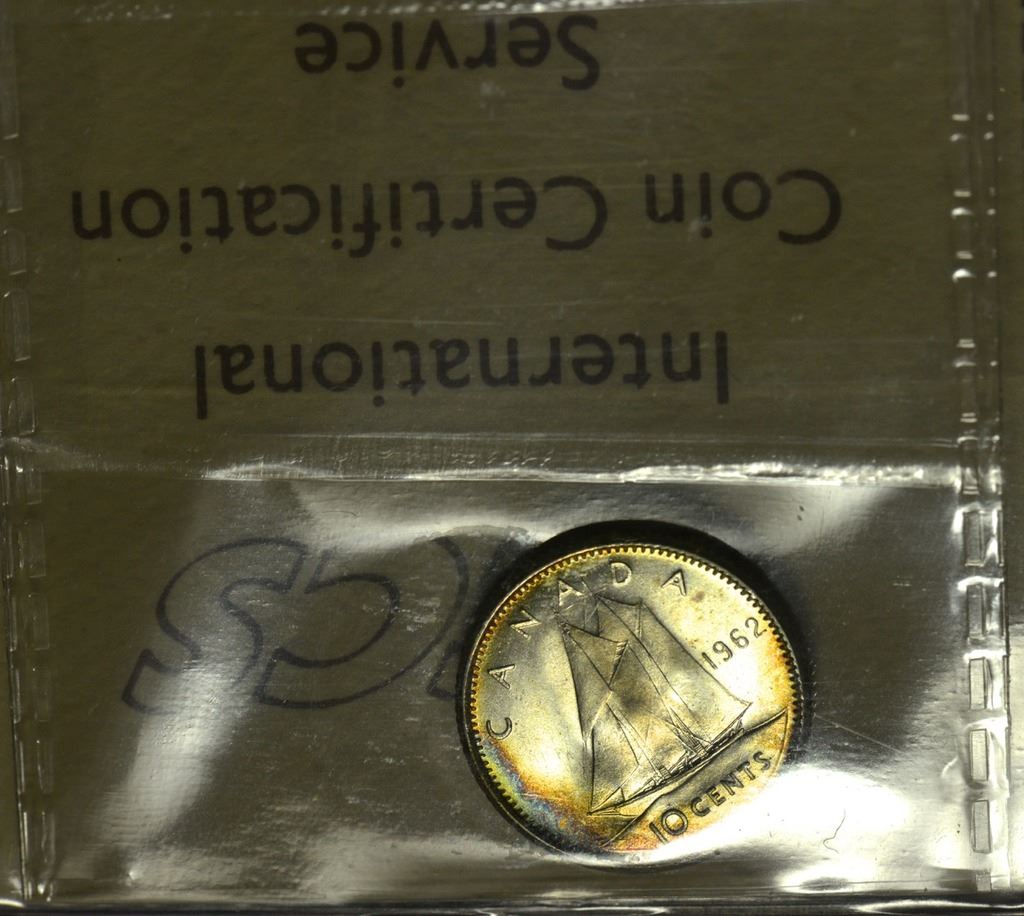 International
Coin Certification
Service
ICCS
CANADA
1962
10 CENTS